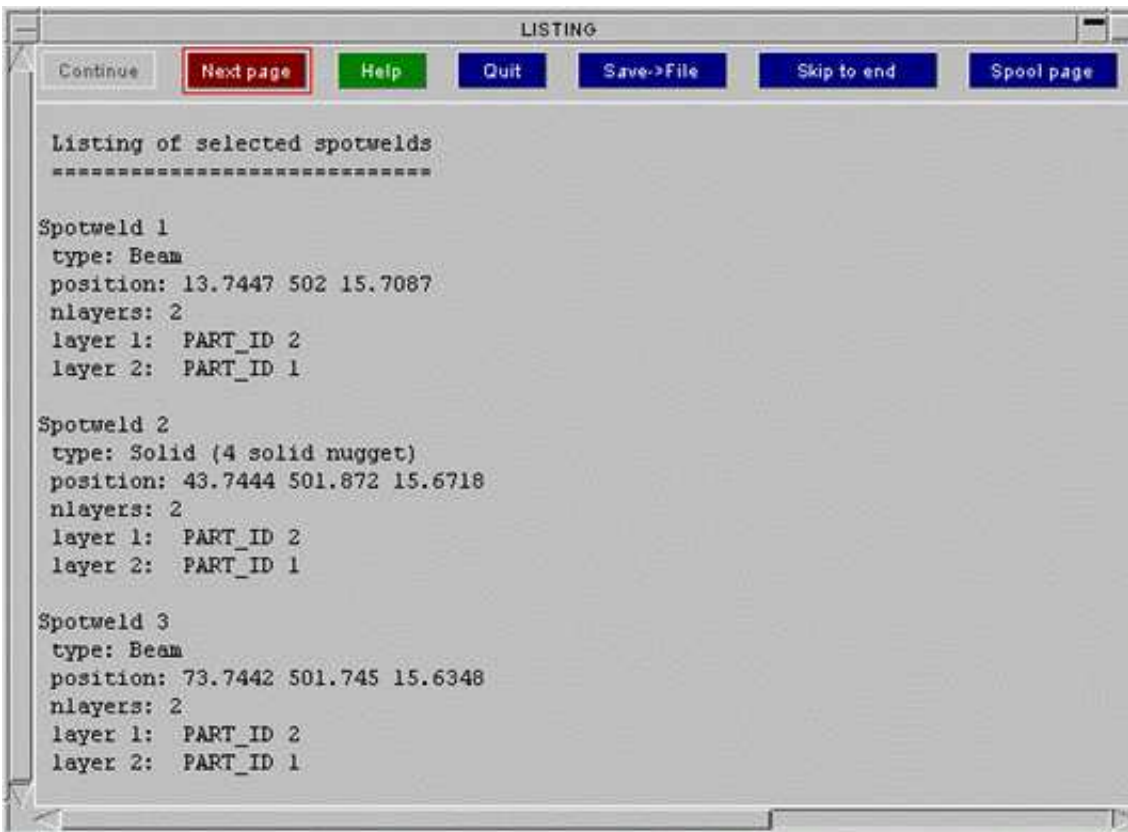 LISTING
Continue Next page Help Quit Save->File Skip to end Spool page
Listing of selected spotwelds
=============================
Spotweld 1
type: Beam
position: 13.7447 502 15.7087
nlayers: 2
layer 1: PART_ID 2
layer 2: PART_ID 1
Spotweld 2
type: Solid (4 solid nugget)
position: 43.7444 501.872 15.6718
nlayers: 2
layer 1: PART_ID 2
layer 2: PART_ID 1
Spotweld 3
type: Beam
position: 73.7442 501.745 15.6348
nlayers: 2
layer 1: PART_ID 2
layer 2: PART_ID 1